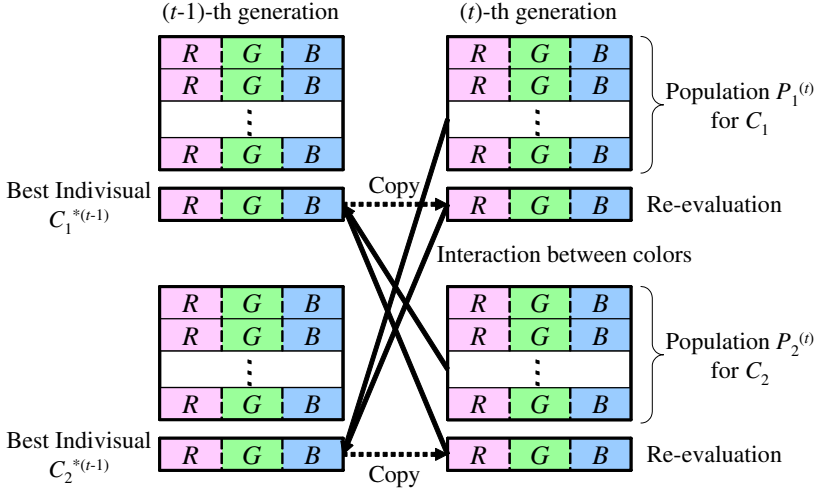 (t-1)-th generation (t)-th generation
R G B R G B
R G B R G B
⋮ ⋮
R G B R G B
Population P₁⁽ᵗ⁾
for C₁
Best Indivisual
C₁*⁽ᵗ⁻¹⁾
R G B Copy R G B Re-evaluation
Interaction between colors
R G B R G B
R G B R G B
⋮ ⋮
R G B R G B
Population P₂⁽ᵗ⁾
for C₂
Best Indivisual
C₂*⁽ᵗ⁻¹⁾
R G B Copy R G B Re-evaluation